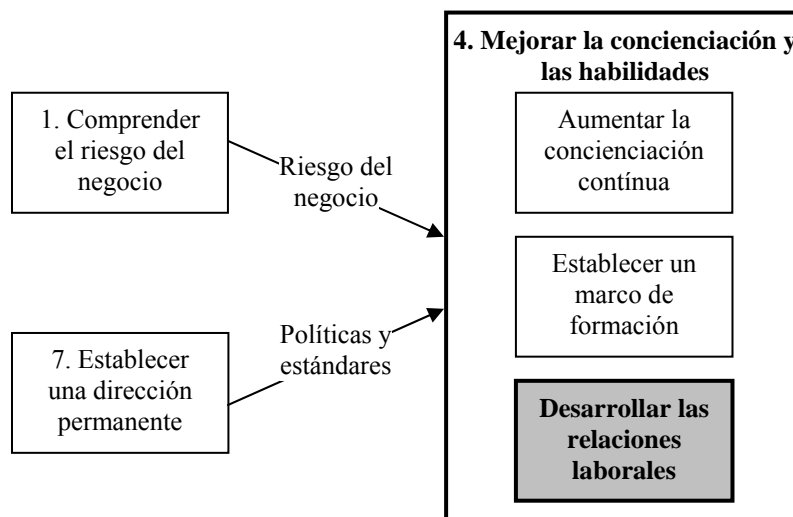 4. Mejorar la concienciación y
las habilidades
1. Comprender
el riesgo del
negocio
Riesgo del
negocio
Aumentar la
concienciación
contínua
Establecer un
marco de
formación
7. Establecer
una dirección
permanente
Políticas y
estándares
Desarrollar las
relaciones
laborales